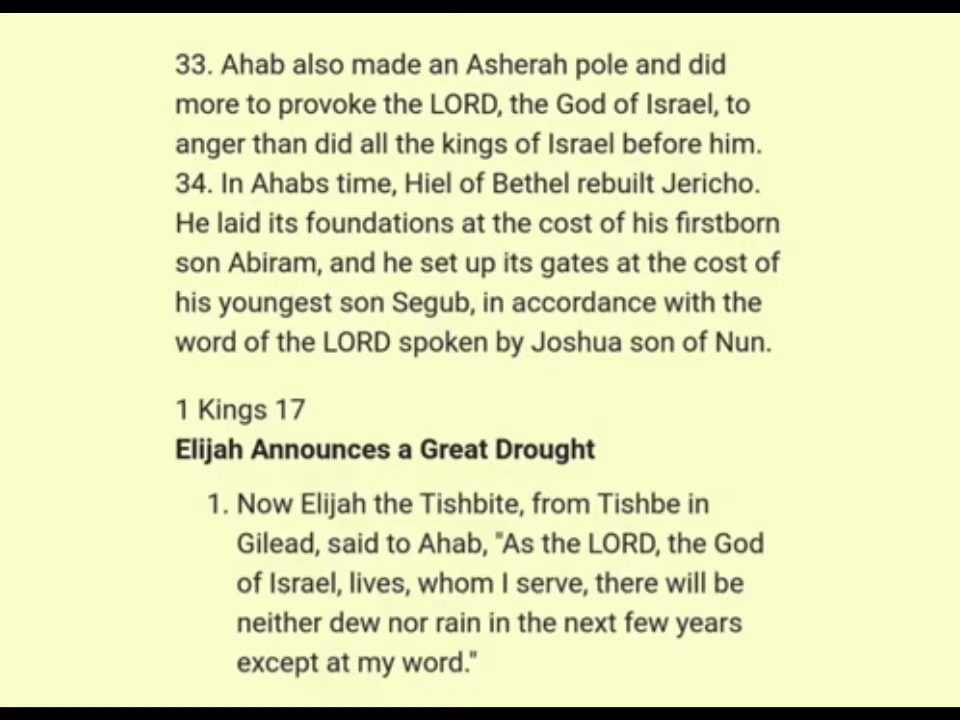 33. Ahab also made an Asherah pole and did
more to provoke the LORD, the God of Israel, to
anger than did all the kings of Israel before him.
34. In Ahabs time, Hiel of Bethel rebuilt Jericho.
He laid its foundations at the cost of his firstborn
son Abiram, and he set up its gates at the cost of
his youngest son Segub, in accordance with the
word of the LORD spoken by Joshua son of Nun.
1 Kings 17
Elijah Announces a Great Drought
1. Now Elijah the Tishbite, from Tishbe in
Gilead, said to Ahab, "As the LORD, the God
of Israel, lives, whom I serve, there will be
neither dew nor rain in the next few years
except at my word."